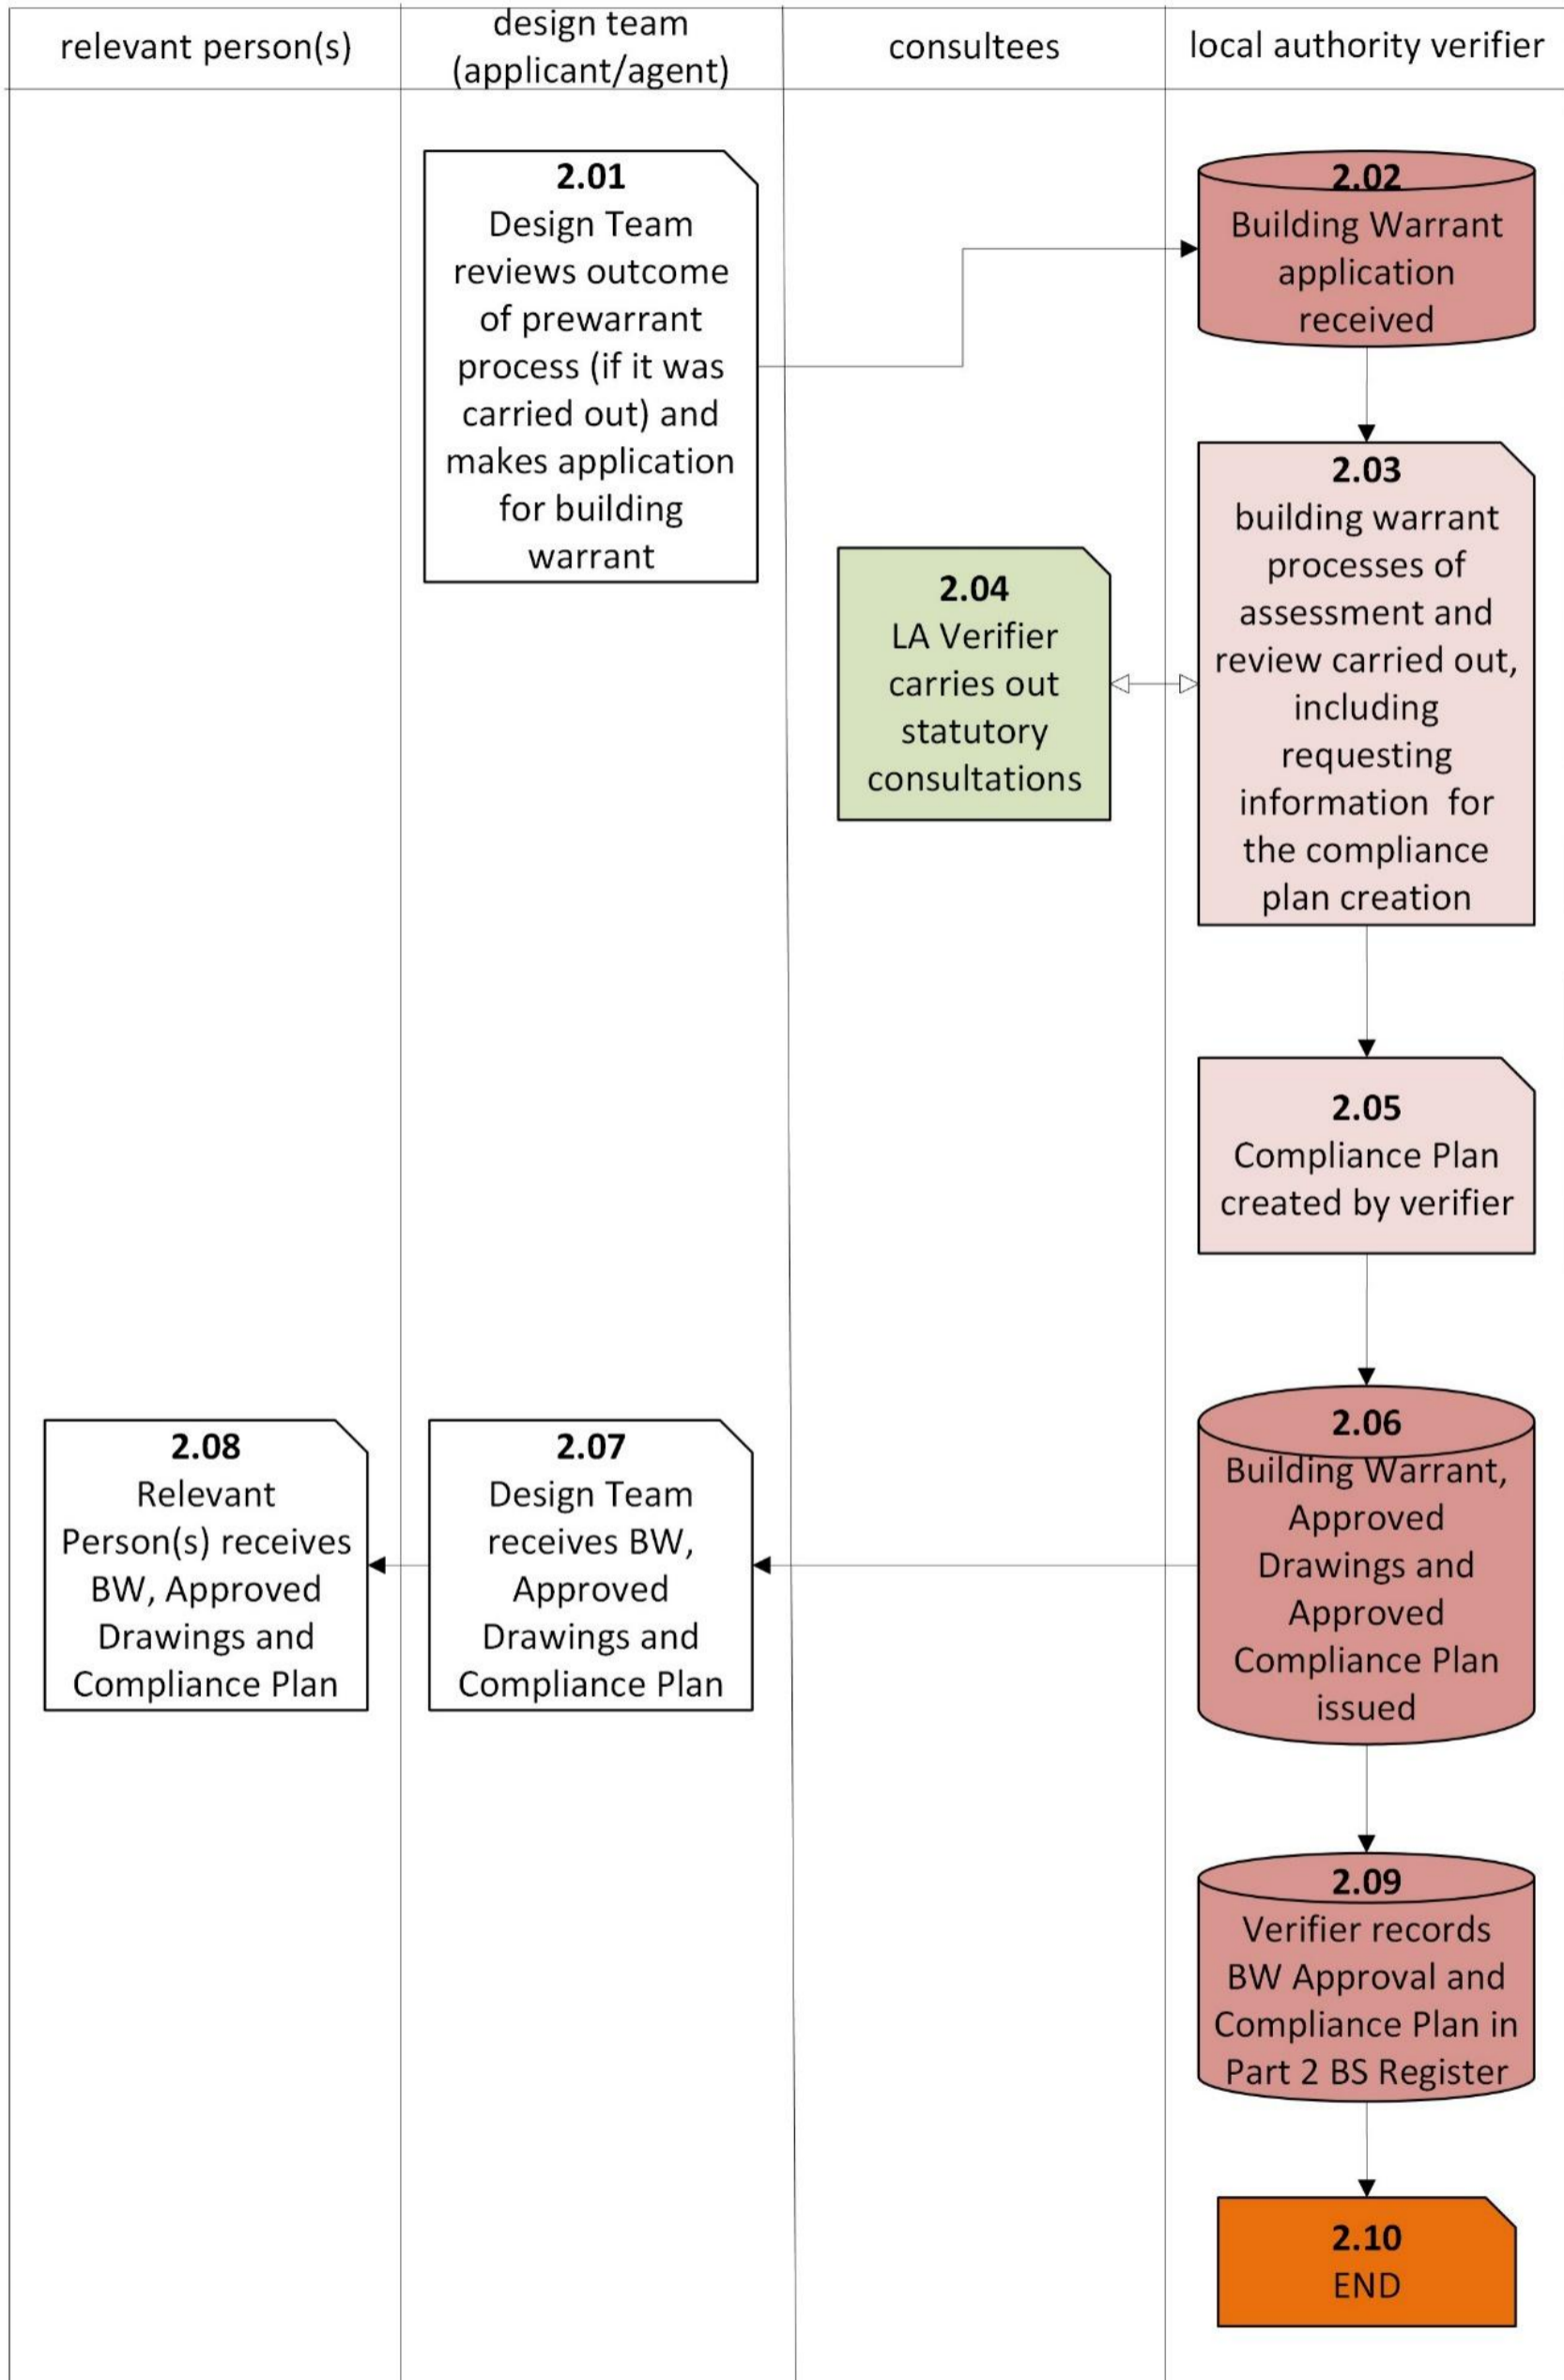 relevant person(s)
design team
(applicant/agent)
consultees
local authority verifier
2.01
Design Team
reviews outcome
of prewarrant
process (if it was
carried out) and
makes application
for building
warrant
2.02
Building Warrant
application
received
2.03
building warrant
processes of
assessment and
review carried out,
including
requesting
information for
the compliance
plan creation
2.04
LA Verifier
carries out
statutory
consultations
2.05
Compliance Plan
created by verifier
2.06
Building Warrant,
Approved
Drawings and
Approved
Compliance Plan
issued
2.07
Design Team
receives BW,
Approved
Drawings and
Compliance Plan
2.08
Relevant
Person(s) receives
BW, Approved
Drawings and
Compliance Plan
2.09
Verifier records
BW Approval and
Compliance Plan in
Part 2 BS Register
2.10
END